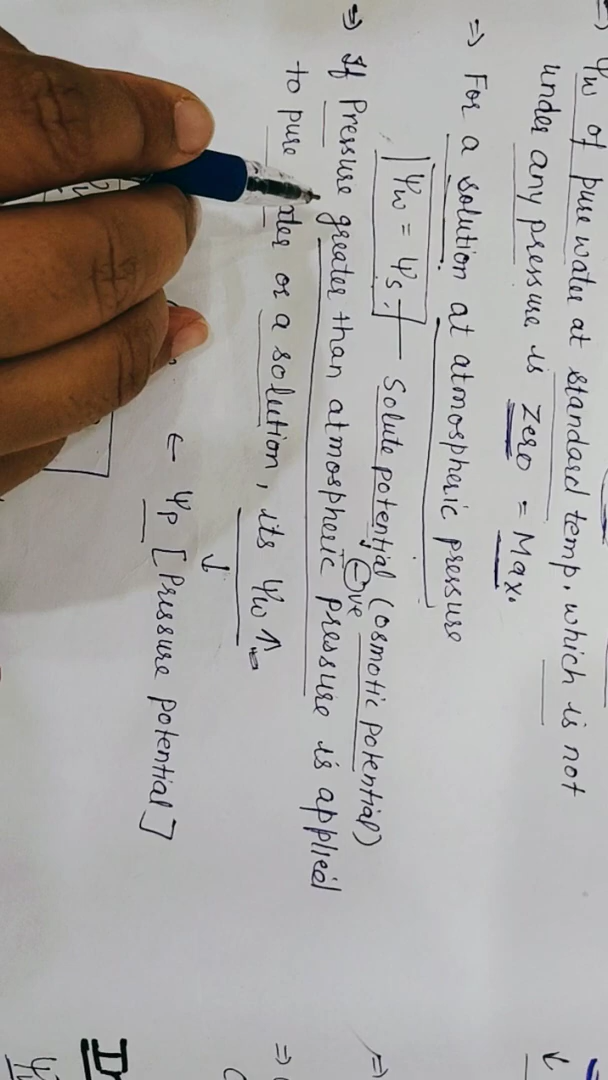 =) Ψw of pure water at standard temp. which is not
under any pressure is zero = Max.
=) For a solution at atmospheric pressure
Ψw = Ψs. Solute potential (osmotic potential)
⊖ve
=) If Pressure greater than atmospheric pressure is applied
to pure or a solution, its Ψw ↑.
↓
← Ψp [Pressure potential]